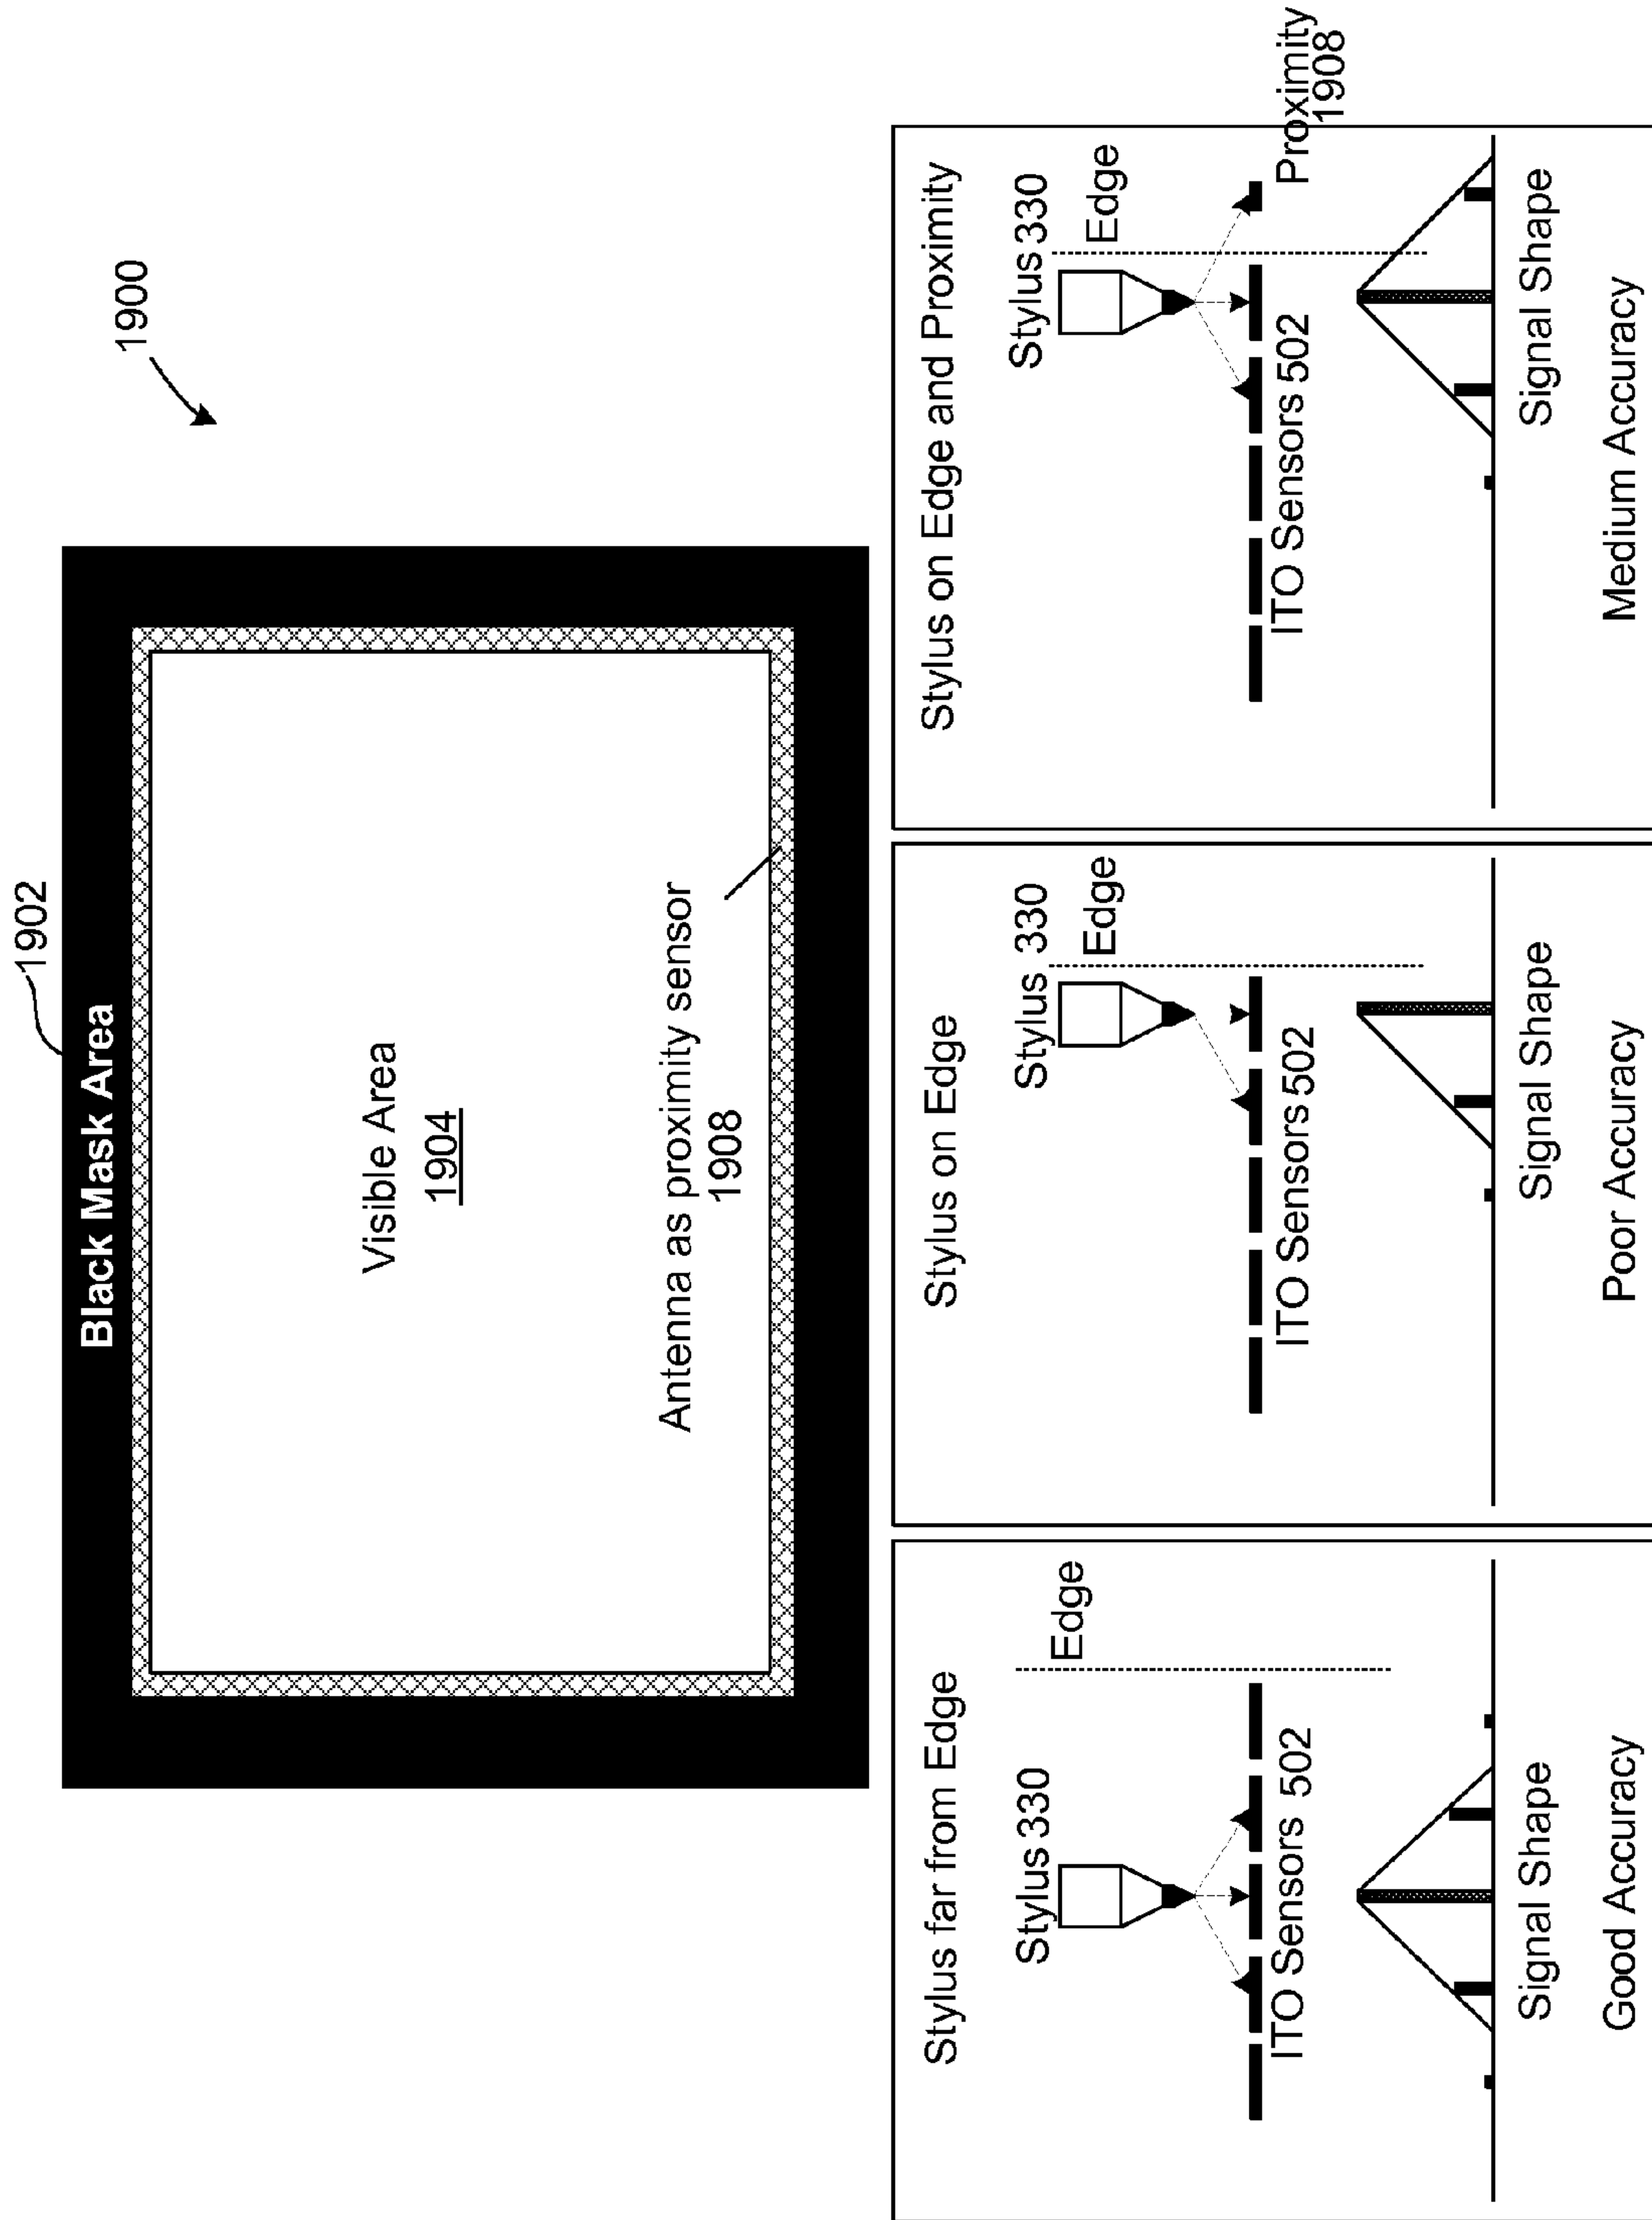 1900
1902
Black Mask Area
Visible Area
1904
Antenna as proximity sensor
1908
Stylus far from Edge
Stylus 330
Edge
ITO Sensors 502
Signal Shape
Good Accuracy
Stylus on Edge
Stylus 330
Edge
ITO Sensors 502
Signal Shape
Poor Accuracy
Stylus on Edge and Proximity
Stylus 330
Edge
Proximity
1908
ITO Sensors 502
Signal Shape
Medium Accuracy